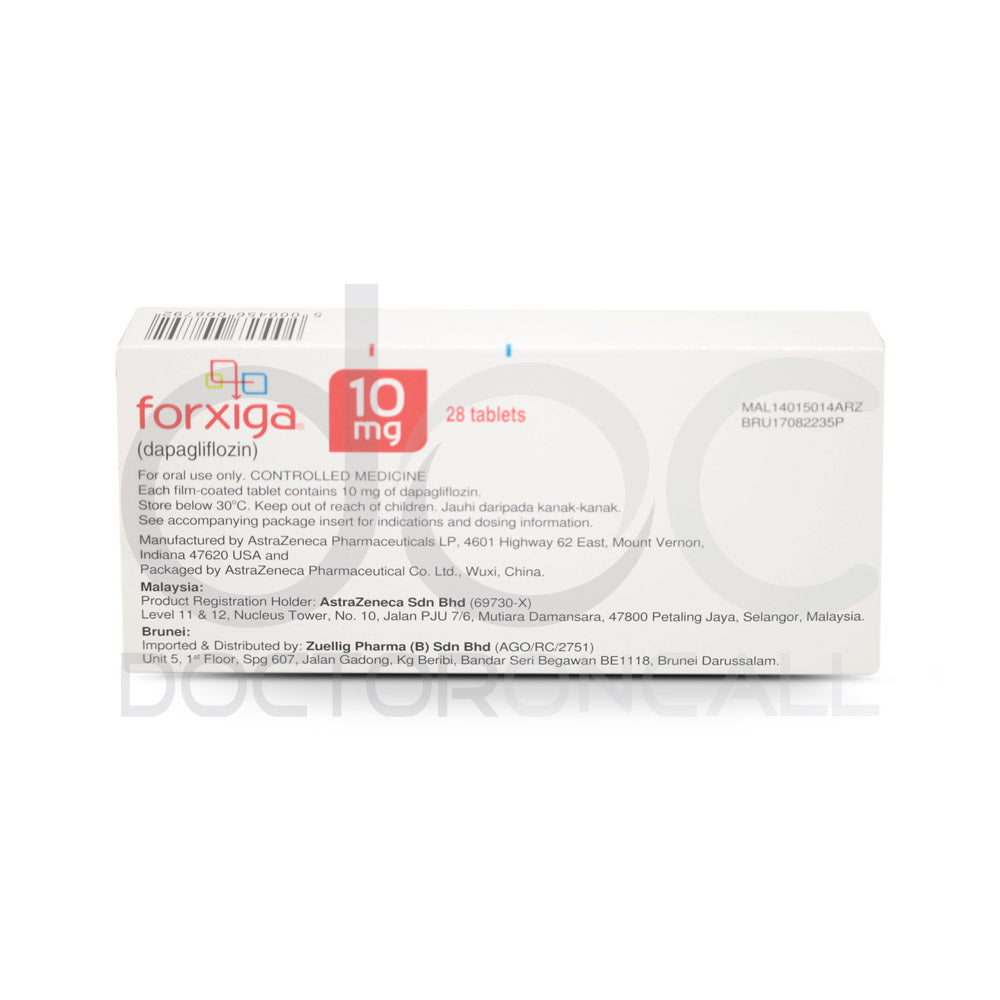 5 000456 008792
forxiga®
(dapagliflozin)
10
mg
28 tablets
MAL14015014ARZ
BRU17082235P
For oral use only. CONTROLLED MEDICINE
Each film-coated tablet contains 10 mg of dapagliflozin.
Store below 30°C. Keep out of reach of children. Jauhi daripada kanak-kanak.
See accompanying package insert for indications and dosing information.
Manufactured by AstraZeneca Pharmaceuticals LP, 4601 Highway 62 East, Mount Vernon,
Indiana 47620 USA and
Packaged by AstraZeneca Pharmaceutical Co. Ltd., Wuxi, China.
Malaysia:
Product Registration Holder: AstraZeneca Sdn Bhd (69730-X)
Level 11 & 12, Nucleus Tower, No. 10, Jalan PJU 7/6, Mutiara Damansara, 47800 Petaling Jaya, Selangor, Malaysia.
Brunei:
Imported & Distributed by: Zuellig Pharma (B) Sdn Bhd (AGO/RC/2751)
Unit 5, 1st Floor, Spg 607, Jalan Gadong, Kg Beribi, Bandar Seri Begawan BE1118, Brunei Darussalam.
doc
DOCTORONCALL